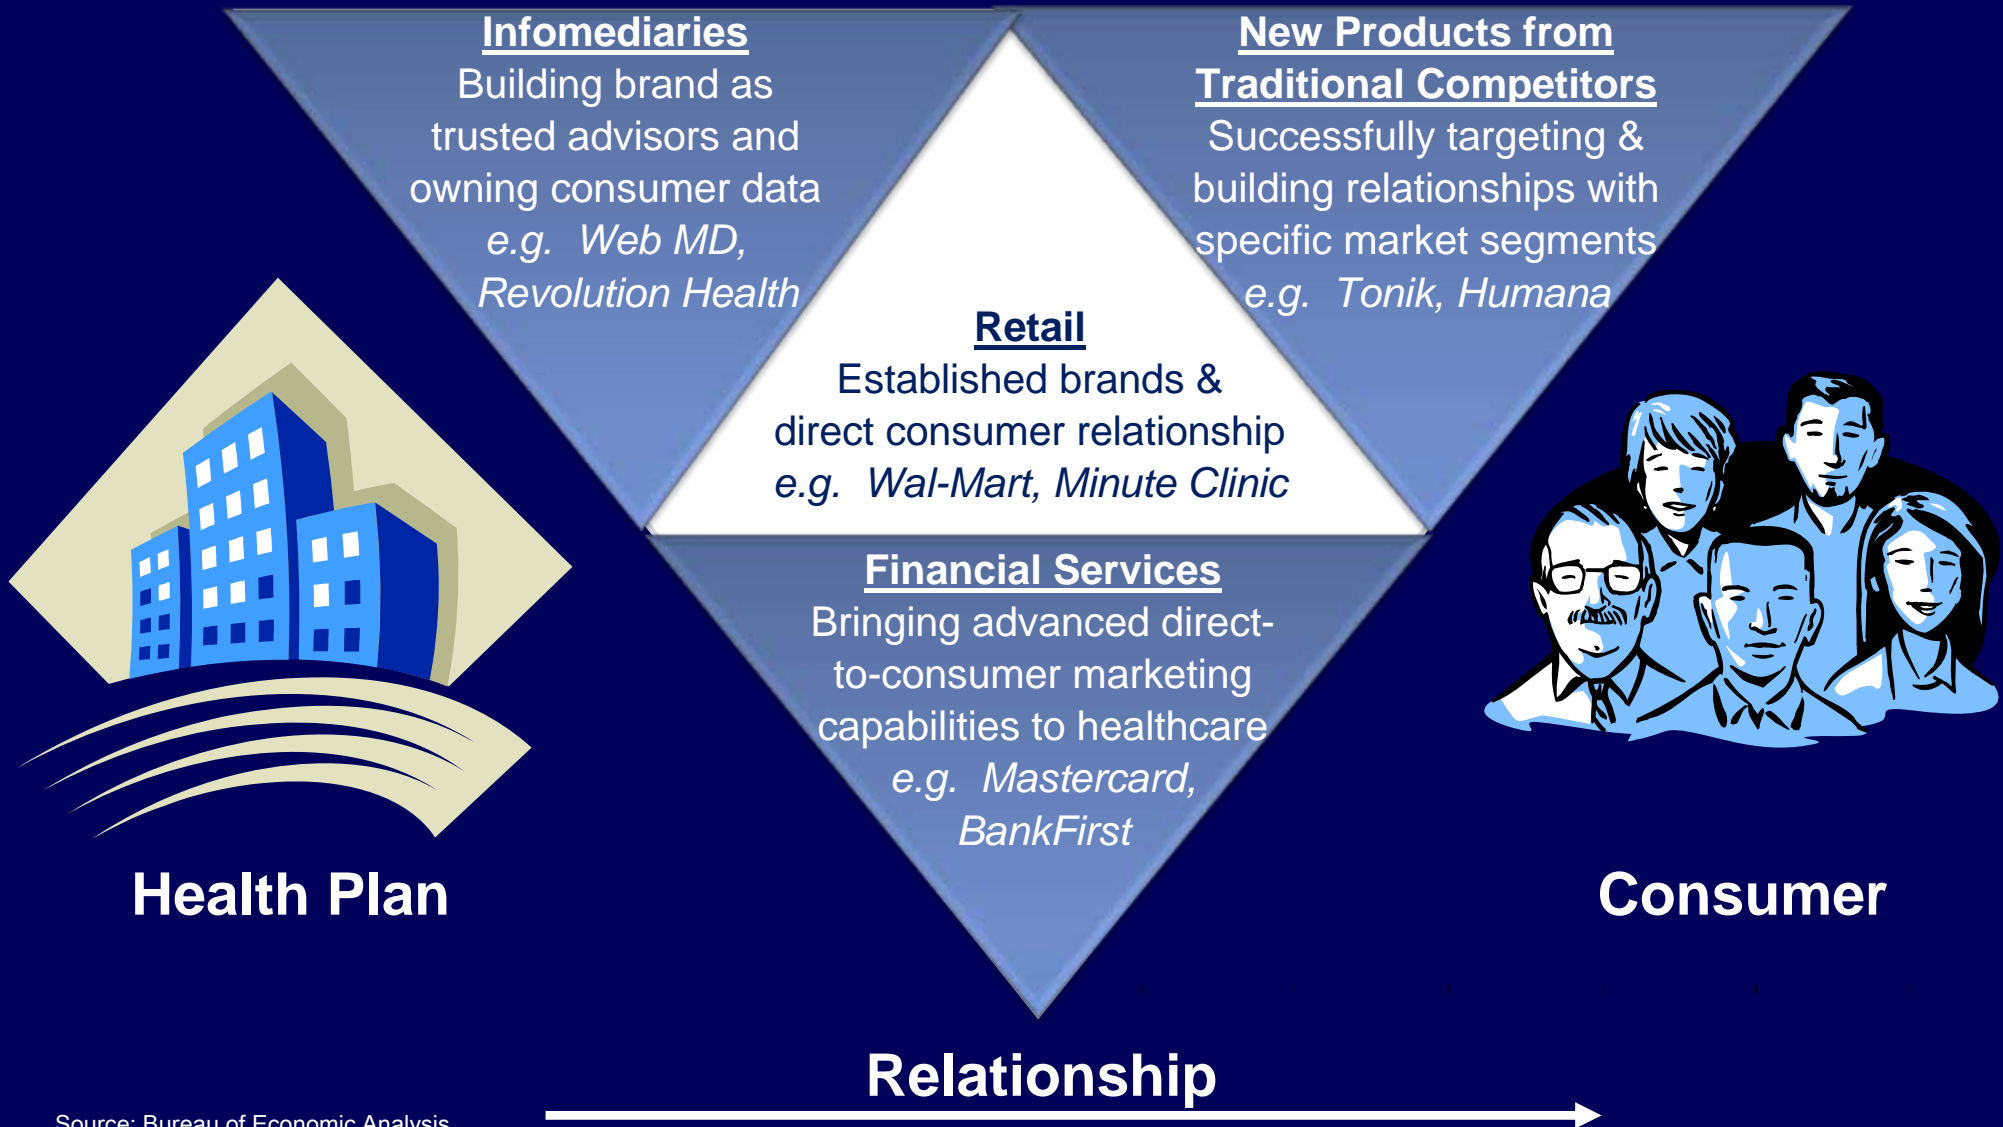 Infomediaries
Building brand as
trusted advisors and
owning consumer data
e.g. Web MD,
Revolution Health
New Products from
Traditional Competitors
Successfully targeting &
building relationships with
specific market segments
e.g. Tonik, Humana
Retail
Established brands &
direct consumer relationship
e.g. Wal-Mart, Minute Clinic
Financial Services
Bringing advanced direct-
to-consumer marketing
capabilities to healthcare
e.g. Mastercard,
BankFirst
Health Plan
Consumer
Relationship
Source: Bureau of Economic Analysis